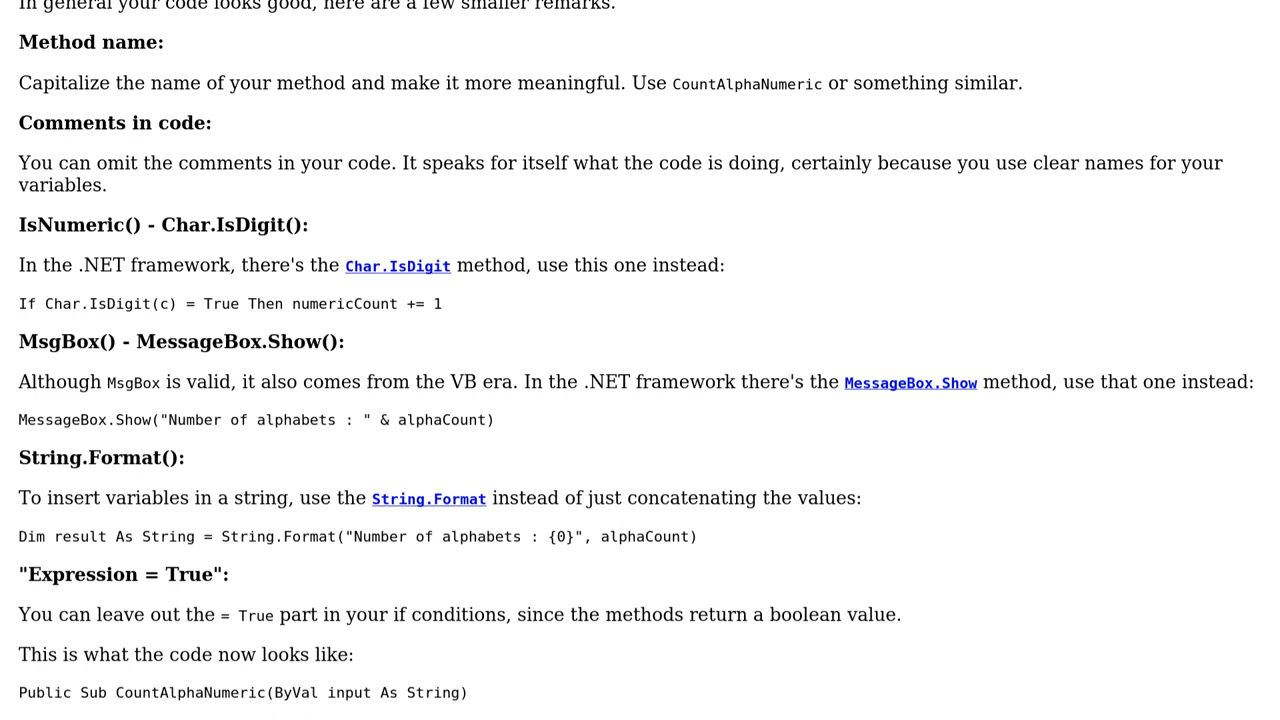 In general your code looks good, here are a few smaller remarks.
Method name:
Capitalize the name of your method and make it more meaningful. Use CountAlphaNumeric or something similar.
Comments in code:
You can omit the comments in your code. It speaks for itself what the code is doing, certainly because you use clear names for your
variables.
IsNumeric() - Char.IsDigit():
In the .NET framework, there's the Char.IsDigit method, use this one instead:
If Char.IsDigit(c) = True Then numericCount += 1
MsgBox() - MessageBox.Show():
Although MsgBox is valid, it also comes from the VB era. In the .NET framework there's the MessageBox.Show method, use that one instead:
MessageBox.Show("Number of alphabets : " & alphaCount)
String.Format():
To insert variables in a string, use the String.Format instead of just concatenating the values:
Dim result As String = String.Format("Number of alphabets : {0}", alphaCount)
"Expression = True":
You can leave out the = True part in your if conditions, since the methods return a boolean value.
This is what the code now looks like:
Public Sub CountAlphaNumeric(ByVal input As String)